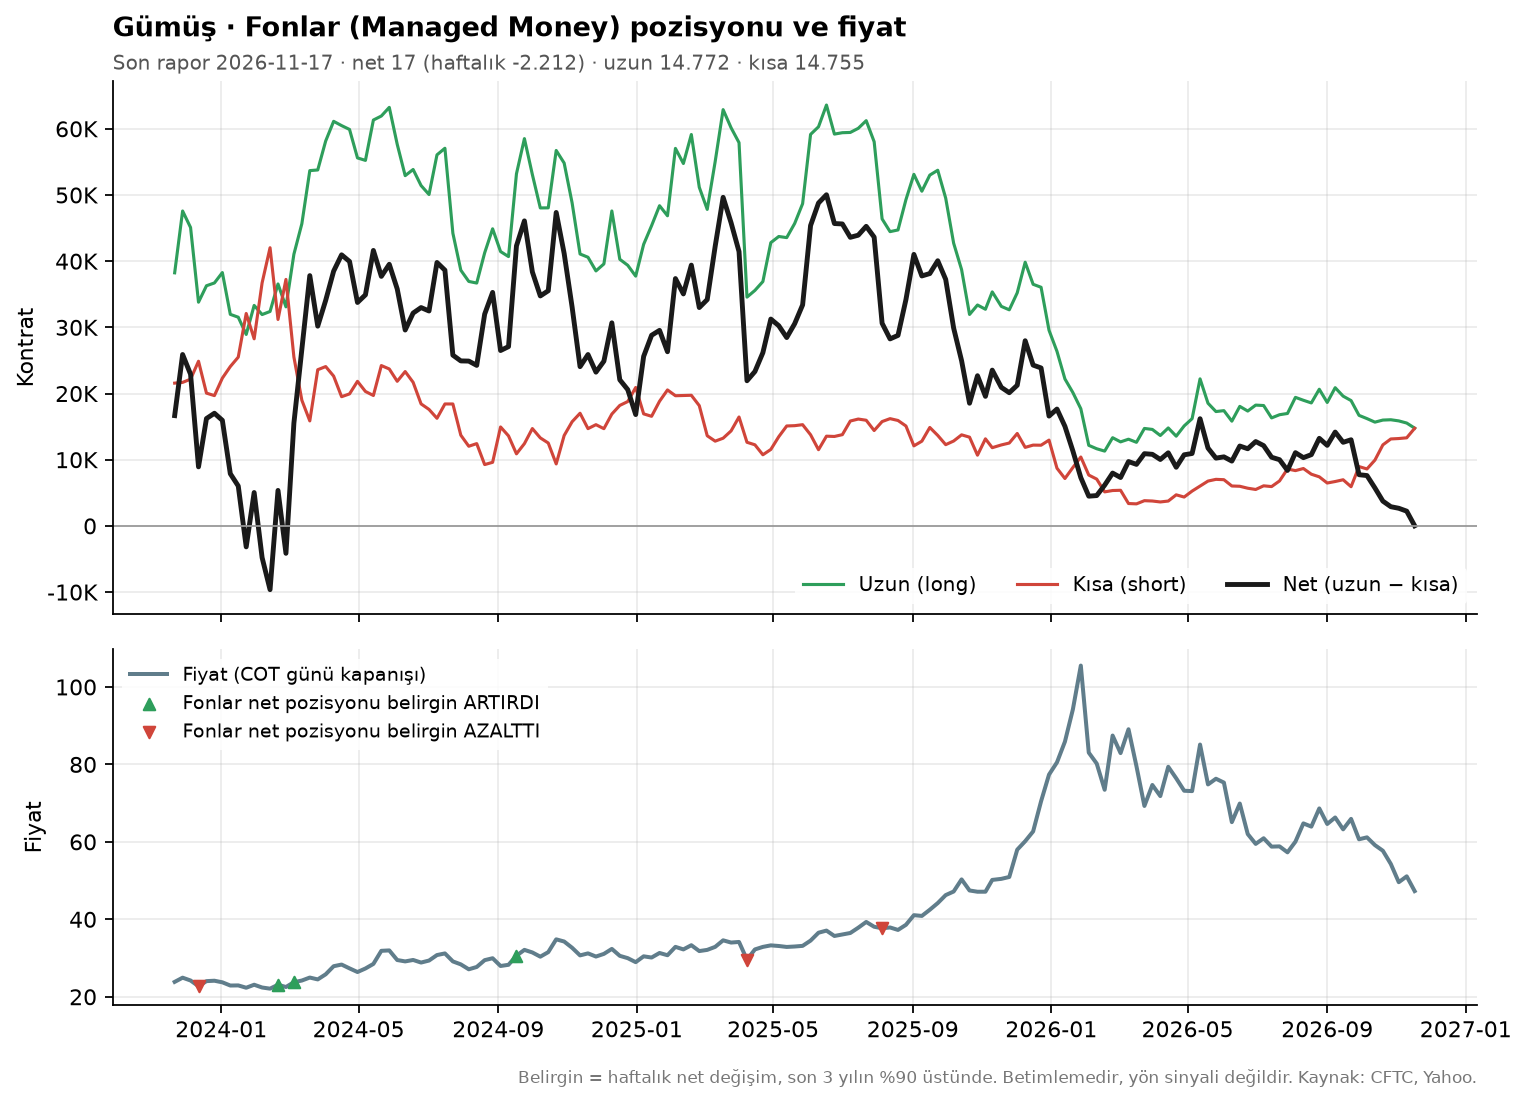 Gümüş · Fonlar (Managed Money) pozisyonu ve fiyat
Son rapor 2026-11-17 · net 17 (haftalık -2.212) · uzun 14.772 · kısa 14.755
Kontrat
60K
50K
40K
30K
20K
10K
0
-10K
Uzun (long)
Kısa (short)
Net (uzun − kısa)
Fiyat
100
80
60
40
20
Fiyat (COT günü kapanışı)
Fonlar net pozisyonu belirgin ARTIRDI
Fonlar net pozisyonu belirgin AZALTTI
2024-01
2024-05
2024-09
2025-01
2025-05
2025-09
2026-01
2026-05
2026-09
2027-01
Belirgin = haftalık net değişim, son 3 yılın %90 üstünde. Betimlemedir, yön sinyali değildir. Kaynak: CFTC, Yahoo.